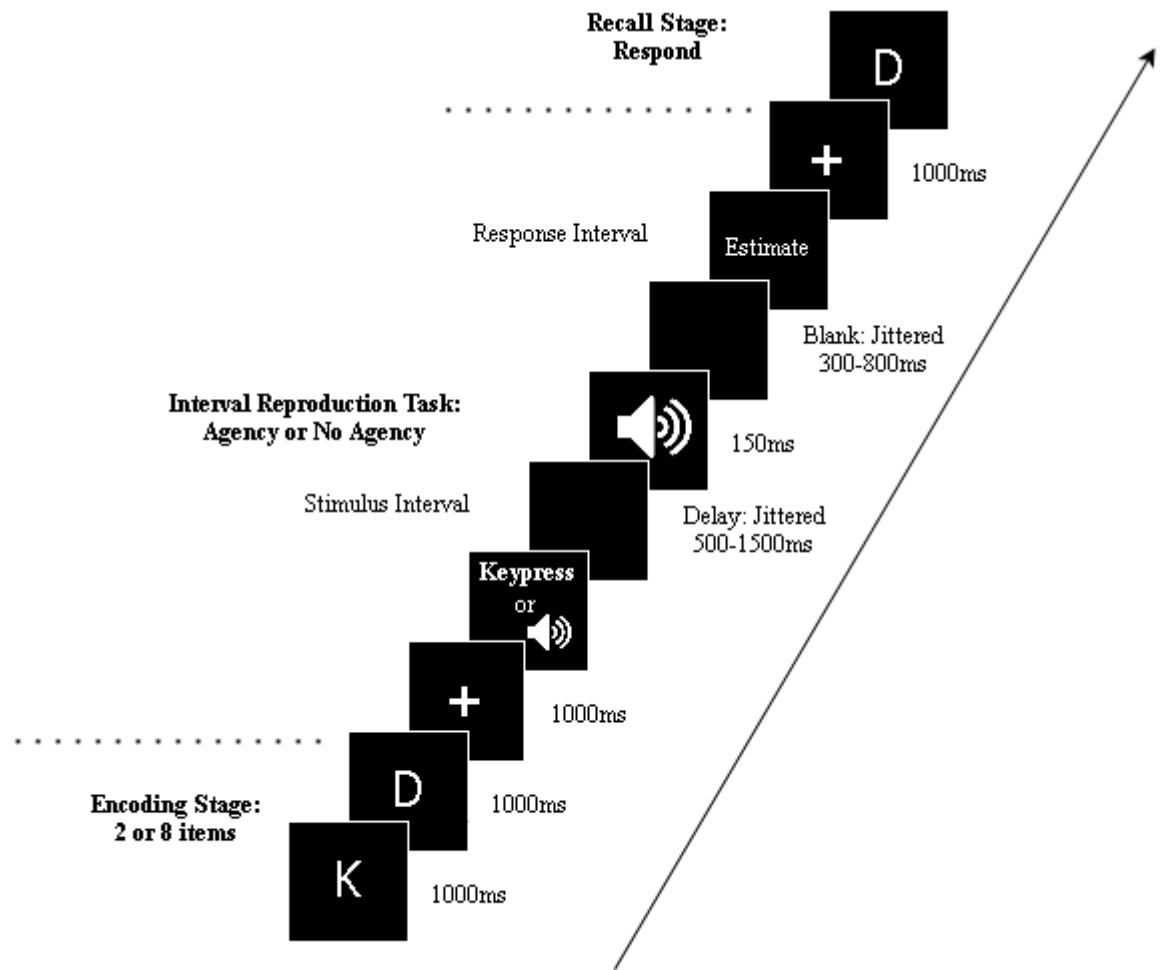 Recall Stage:
Respond
D
+
1000ms
Response Interval
Estimate
Blank: Jittered
300-800ms
Interval Reproduction Task:
Agency or No Agency
150ms
Stimulus Interval
Delay: Jittered
500-1500ms
Keypress
or
+
1000ms
D
1000ms
Encoding Stage:
2 or 8 items
K
1000ms